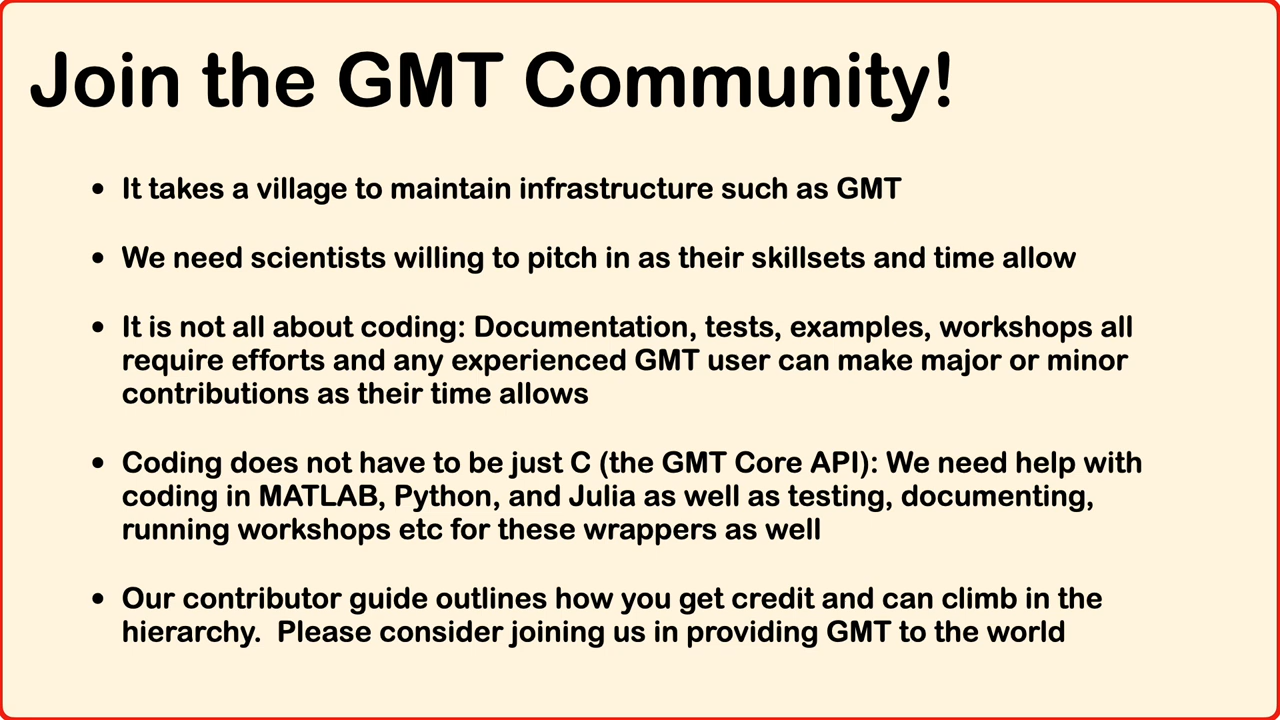 Join the GMT Community!
• It takes a village to maintain infrastructure such as GMT
• We need scientists willing to pitch in as their skillsets and time allow
• It is not all about coding: Documentation, tests, examples, workshops all
require efforts and any experienced GMT user can make major or minor
contributions as their time allows
• Coding does not have to be just C (the GMT Core API): We need help with
coding in MATLAB, Python, and Julia as well as testing, documenting,
running workshops etc for these wrappers as well
• Our contributor guide outlines how you get credit and can climb in the
hierarchy.  Please consider joining us in providing GMT to the world